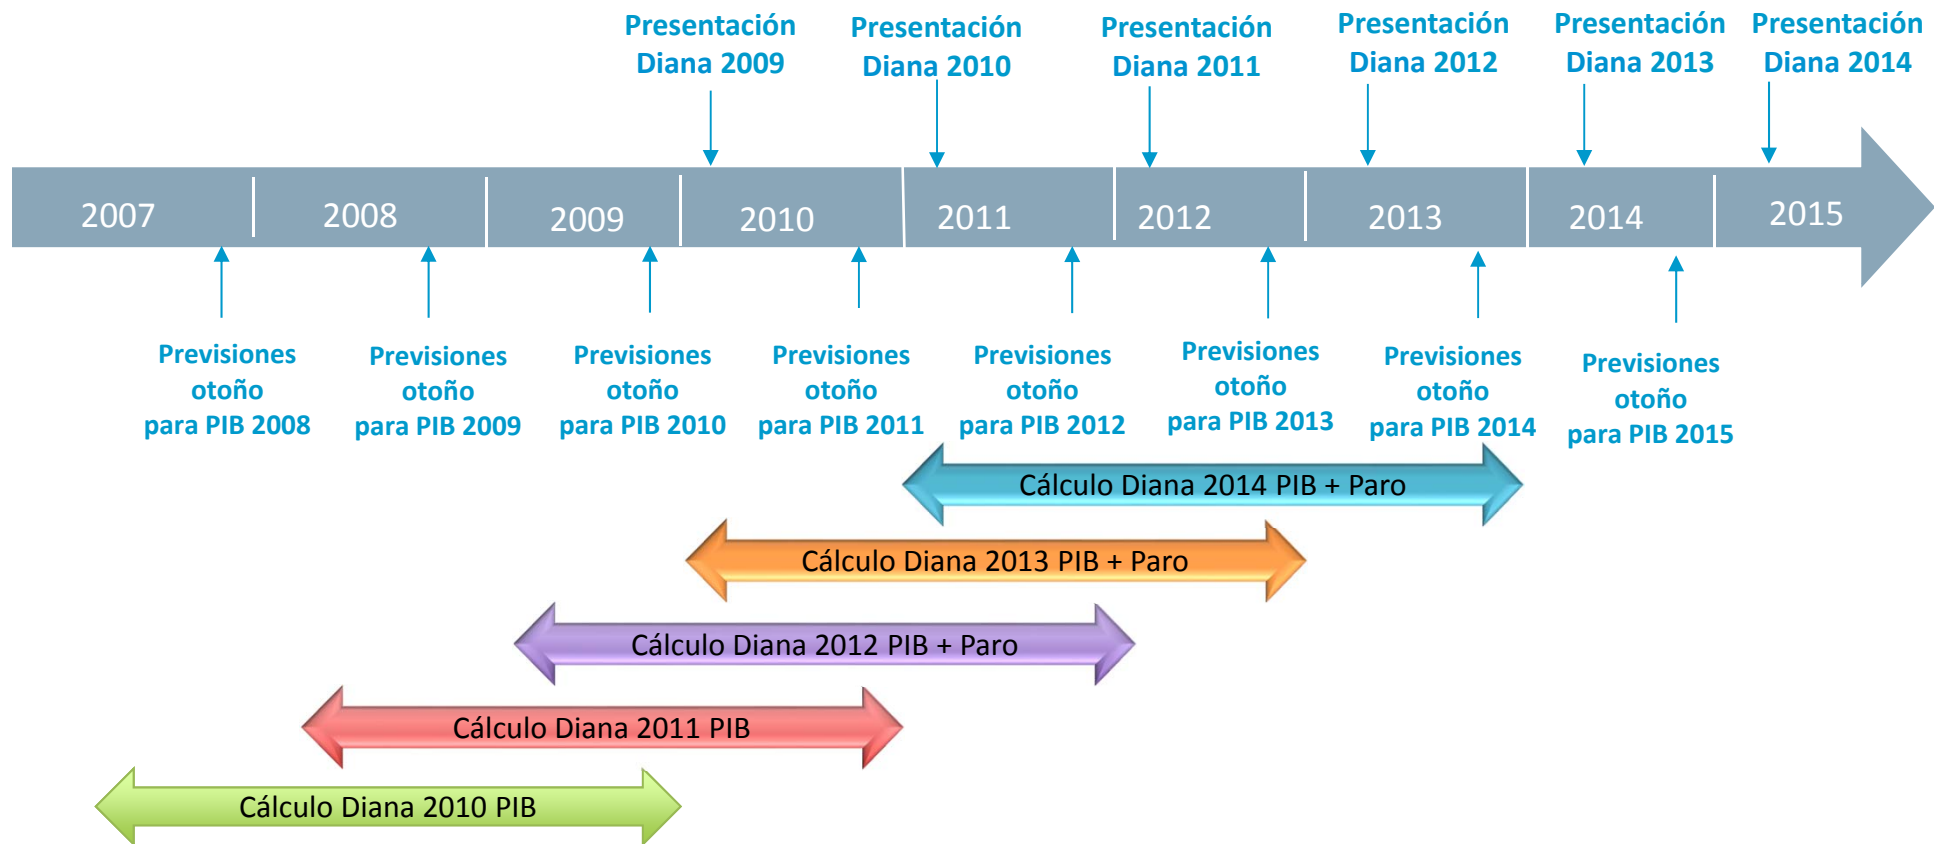 Presentación
Diana 2009
Presentación
Diana 2010
Presentación
Diana 2011
Presentación
Diana 2012
Presentación
Diana 2013
Presentación
Diana 2014
2007
2008
2009
2010
2011
2012
2013
2014
2015
Previsiones
otoño
para PIB 2008
Previsiones
otoño
para PIB 2009
Previsiones
otoño
para PIB 2010
Previsiones
otoño
para PIB 2011
Previsiones
otoño
para PIB 2012
Previsiones
otoño
para PIB 2013
Previsiones
otoño
para PIB 2014
Previsiones
otoño
para PIB 2015
Cálculo Diana 2014 PIB + Paro
Cálculo Diana 2013 PIB + Paro
Cálculo Diana 2012 PIB + Paro
Cálculo Diana 2011 PIB
Cálculo Diana 2010 PIB